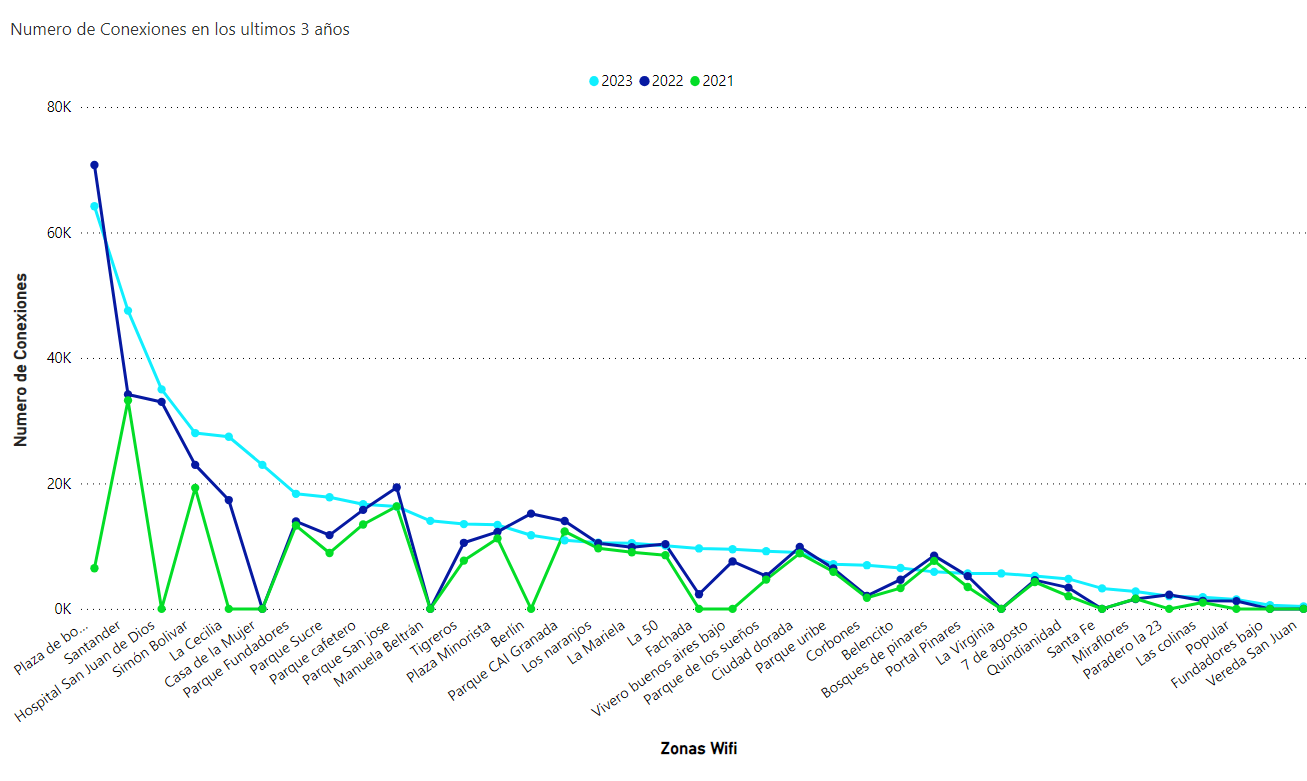 Numero de Conexiones en los ultimos 3 años
2023 2022 2021
80K
60K
40K
20K
0K
Numero de Conexiones
Plaza de bo...
Santander
Hospital San Juan de Dios
Simón Bolivar
La Cecilia
Casa de la Mujer
Parque Fundadores
Parque Sucre
Parque cafetero
Parque San jose
Manuela Beltrán
Tigreros
Plaza Minorista
Berlín
Parque CAI Granada
Los naranjos
La Mariela
La 50
Fachada
Vivero buenos aires bajo
Parque de los sueños
Ciudad dorada
Parque uribe
Corbones
Belencito
Bosques de pinares
Portal Pinares
La Virginia
7 de agosto
Quindianidad
Santa Fe
Miraflores
Paradero la 23
Las colinas
Popular
Fundadores bajo
Vereda San Juan
Zonas Wifi